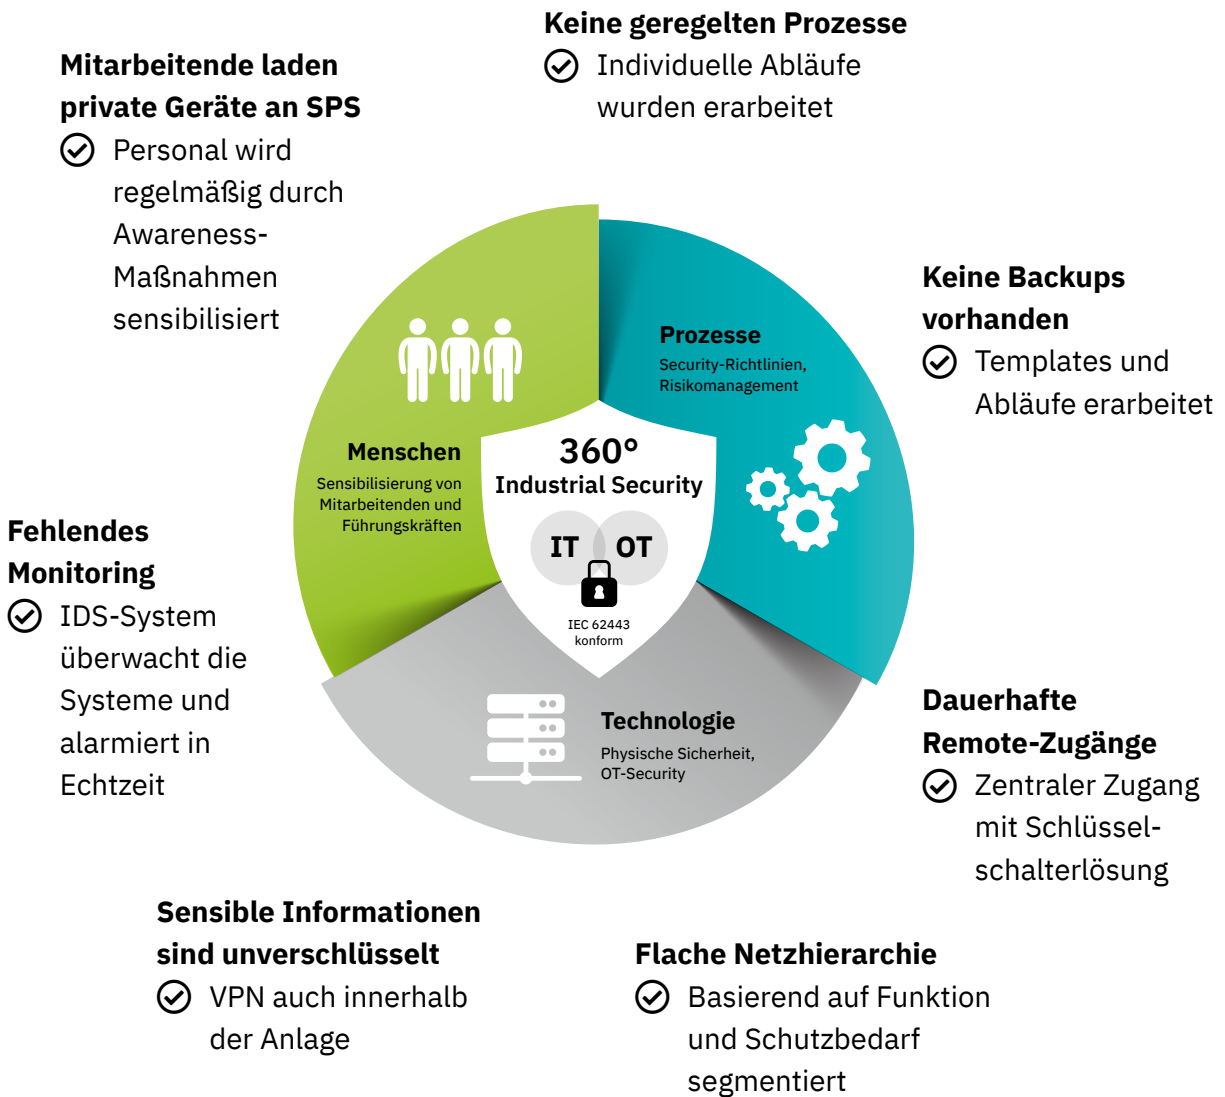 Keine geregelten Prozesse
Individuelle Abläufe
wurden erarbeitet
Mitarbeitende laden
private Geräte an SPS
Personal wird
regelmäßig durch
Awareness-
Maßnahmen
sensibilisiert
Keine Backups
vorhanden
Templates und
Abläufe erarbeitet
Prozesse
Security-Richtlinien,
Risikomanagement
Menschen
Sensibilisierung von
Mitarbeitenden und
Führungskräften
360°
Industrial Security
IT OT
IEC 62443
konform
Fehlendes
Monitoring
IDS-System
überwacht die
Systeme und
alarmiert in
Echtzeit
Technologie
Physische Sicherheit,
OT-Security
Dauerhafte
Remote-Zugänge
Zentraler Zugang
mit Schlüssel-
schalterlösung
Sensible Informationen
sind unverschlüsselt
VPN auch innerhalb
der Anlage
Flache Netzhierarchie
Basierend auf Funktion
und Schutzbedarf
segmentiert